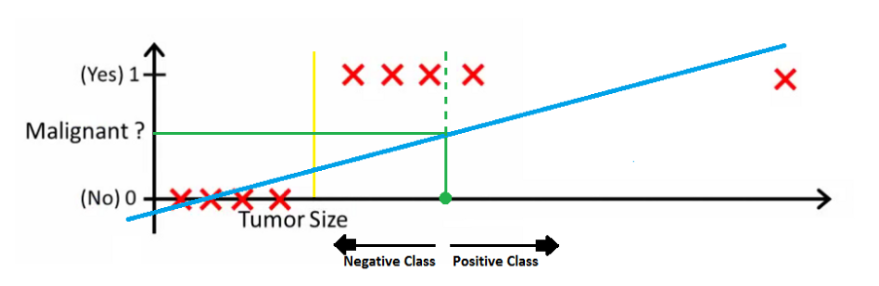 (Yes) 1
Malignant ?
(No) 0
Tumor Size
Negative Class
Positive Class